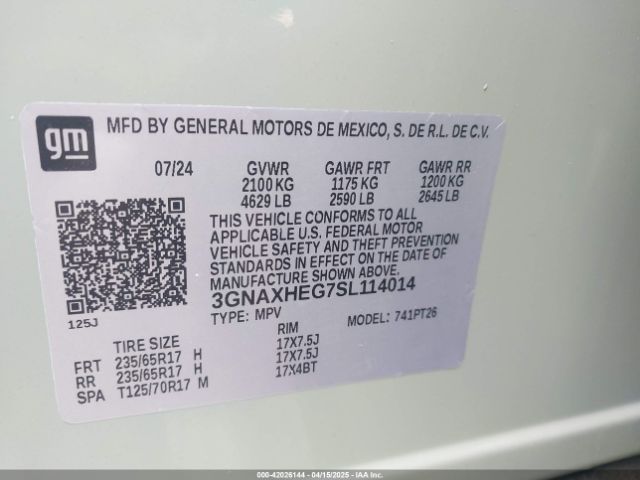 gm
MFD BY GENERAL MOTORS DE MEXICO, S. DE R.L. DE C.V.
07/24 GVWR GAWR FRT GAWR RR
2100 KG 1175 KG 1200 KG
4629 LB 2590 LB 2645 LB
THIS VEHICLE CONFORMS TO ALL
APPLICABLE U.S. FEDERAL MOTOR
VEHICLE SAFETY AND THEFT PREVENTION
STANDARDS IN EFFECT ON THE DATE OF
MANUFACTURE SHOWN ABOVE.
3GNAXHEG7SL114014
125J
TYPE: MPV MODEL: 741PT26
TIRE SIZE RIM
FRT 235/65R17 H 17X7.5J
RR 235/65R17 H 17X7.5J
SPA T125/70R17 M 17X4BT
000-42026144 - 04/15/2025 - IAAI.COM